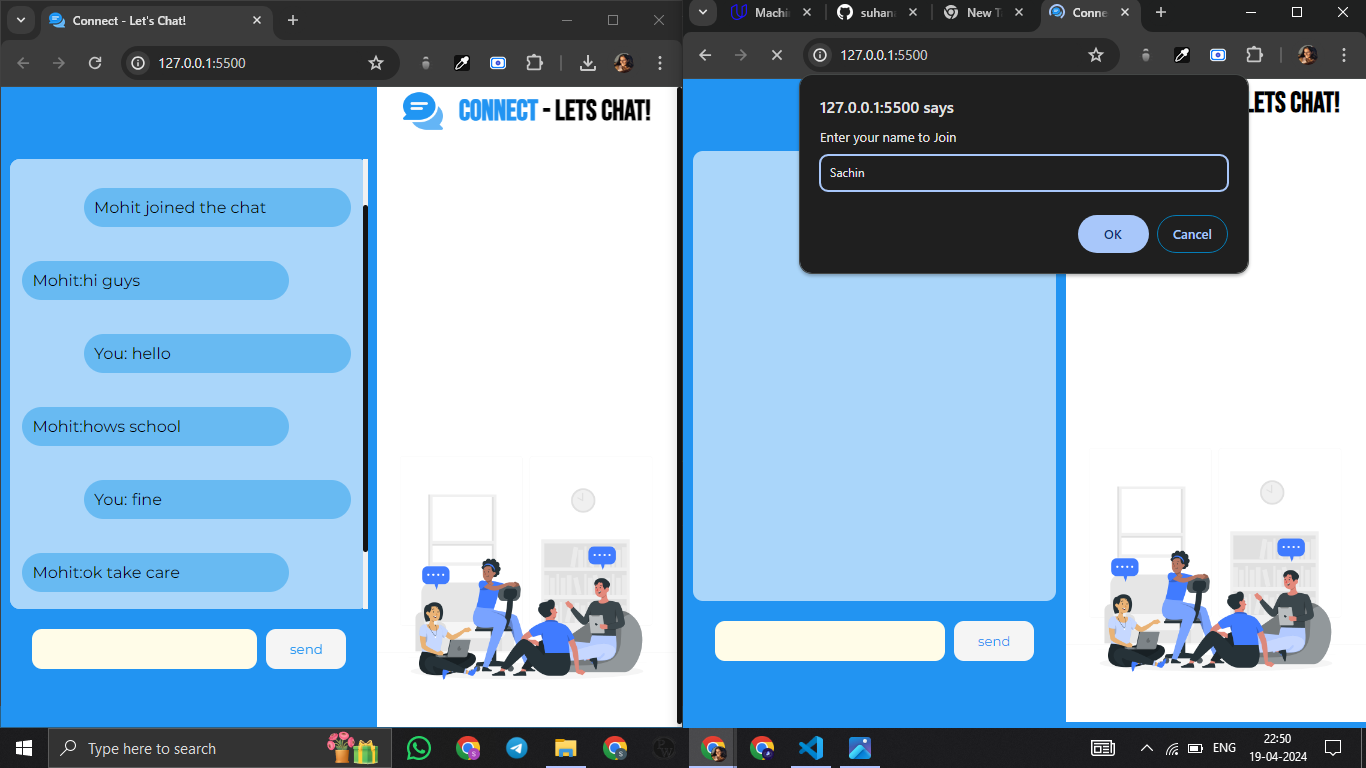 Connect - Let's Chat!
127.0.0.1:5500
CONNECT - LETS CHAT!
Mohit joined the chat
Mohit:hi guys
You: hello
Mohit:hows school
You: fine
Mohit:ok take care
send
Machi
suhan
New T
Conne
127.0.0.1:5500
LETS CHAT!
127.0.0.1:5500 says
Enter your name to Join
Sachin
OK
Cancel
send
Type here to search
ENG
22:50
19-04-2024